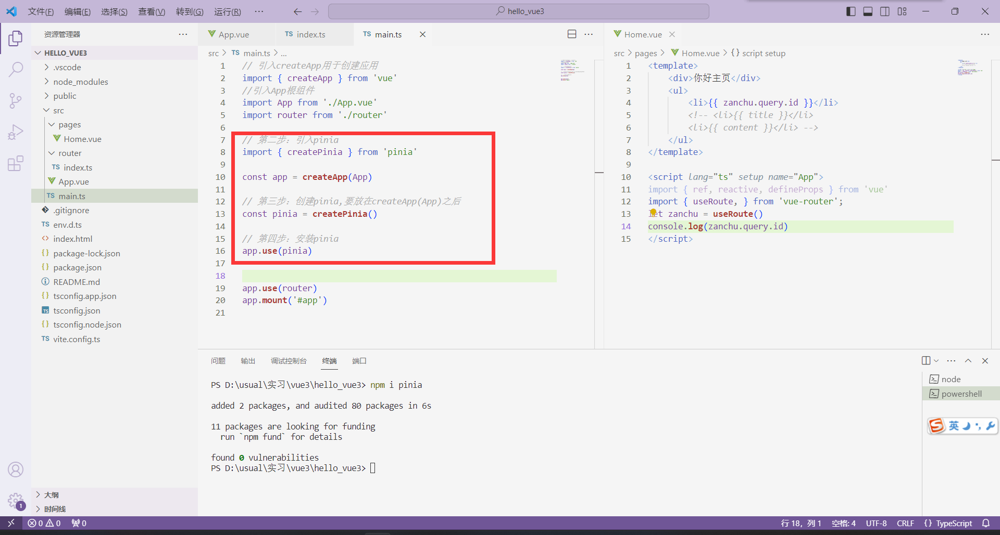 文件(F) 编辑(E) 选择(S) 查看(V) 转到(G) 运行(R) ··· hello_vue3
资源管理器 ···
HELLO_VUE3
.vscode
node_modules
public
src
pages
Home.vue
router
TS index.ts
App.vue
TS main.ts
.gitignore
TS env.d.ts
<> index.html
{} package-lock.json
{} package.json
README.md
{} tsconfig.app.json
TS tsconfig.json
{} tsconfig.node.json
TS vite.config.ts
大纲
时间线
App.vue TS index.ts TS main.ts
src > TS main.ts > ...
1 // 引入createApp用于创建应用
2 import { createApp } from 'vue'
3 //引入App根组件
4 import App from './App.vue'
5 import router from './router'
6
7 // 第二步：引入pinia
8 import { createPinia } from 'pinia'
9
10 const app = createApp(App)
11
12 // 第三步：创建pinia,要放在createApp(App)之后
13 const pinia = createPinia()
14
15 // 第四步：安装pinia
16 app.use(pinia)
17
18
19 app.use(router)
20 app.mount('#app')
21
Home.vue
src > pages > Home.vue > {} script setup
1 <template>
2 <div>你好主页</div>
3 <ul>
4 <li>{{ zanchu.query.id }}</li>
5 <!-- <li>{{ title }}</li>
6 <li>{{ content }}</li> -->
7 </ul>
8 </template>
9
10 <script lang="ts" setup name="App">
11 import { ref, reactive, defineProps } from 'vue'
12 import { useRoute, } from 'vue-router';
13 let zanchu = useRoute()
14 console.log(zanchu.query.id)
15 </script>
问题 输出 调试控制台 终端 端口
PS D:\usual\实习\vue3\hello_vue3> npm i pinia
added 2 packages, and audited 80 packages in 6s
11 packages are looking for funding
run `npm fund` for details
found 0 vulnerabilities
PS D:\usual\实习\vue3\hello_vue3>
node
powershell
S 英
1
0 0 0 行 18，列 1 空格: 4 UTF-8 CRLF {} TypeScript